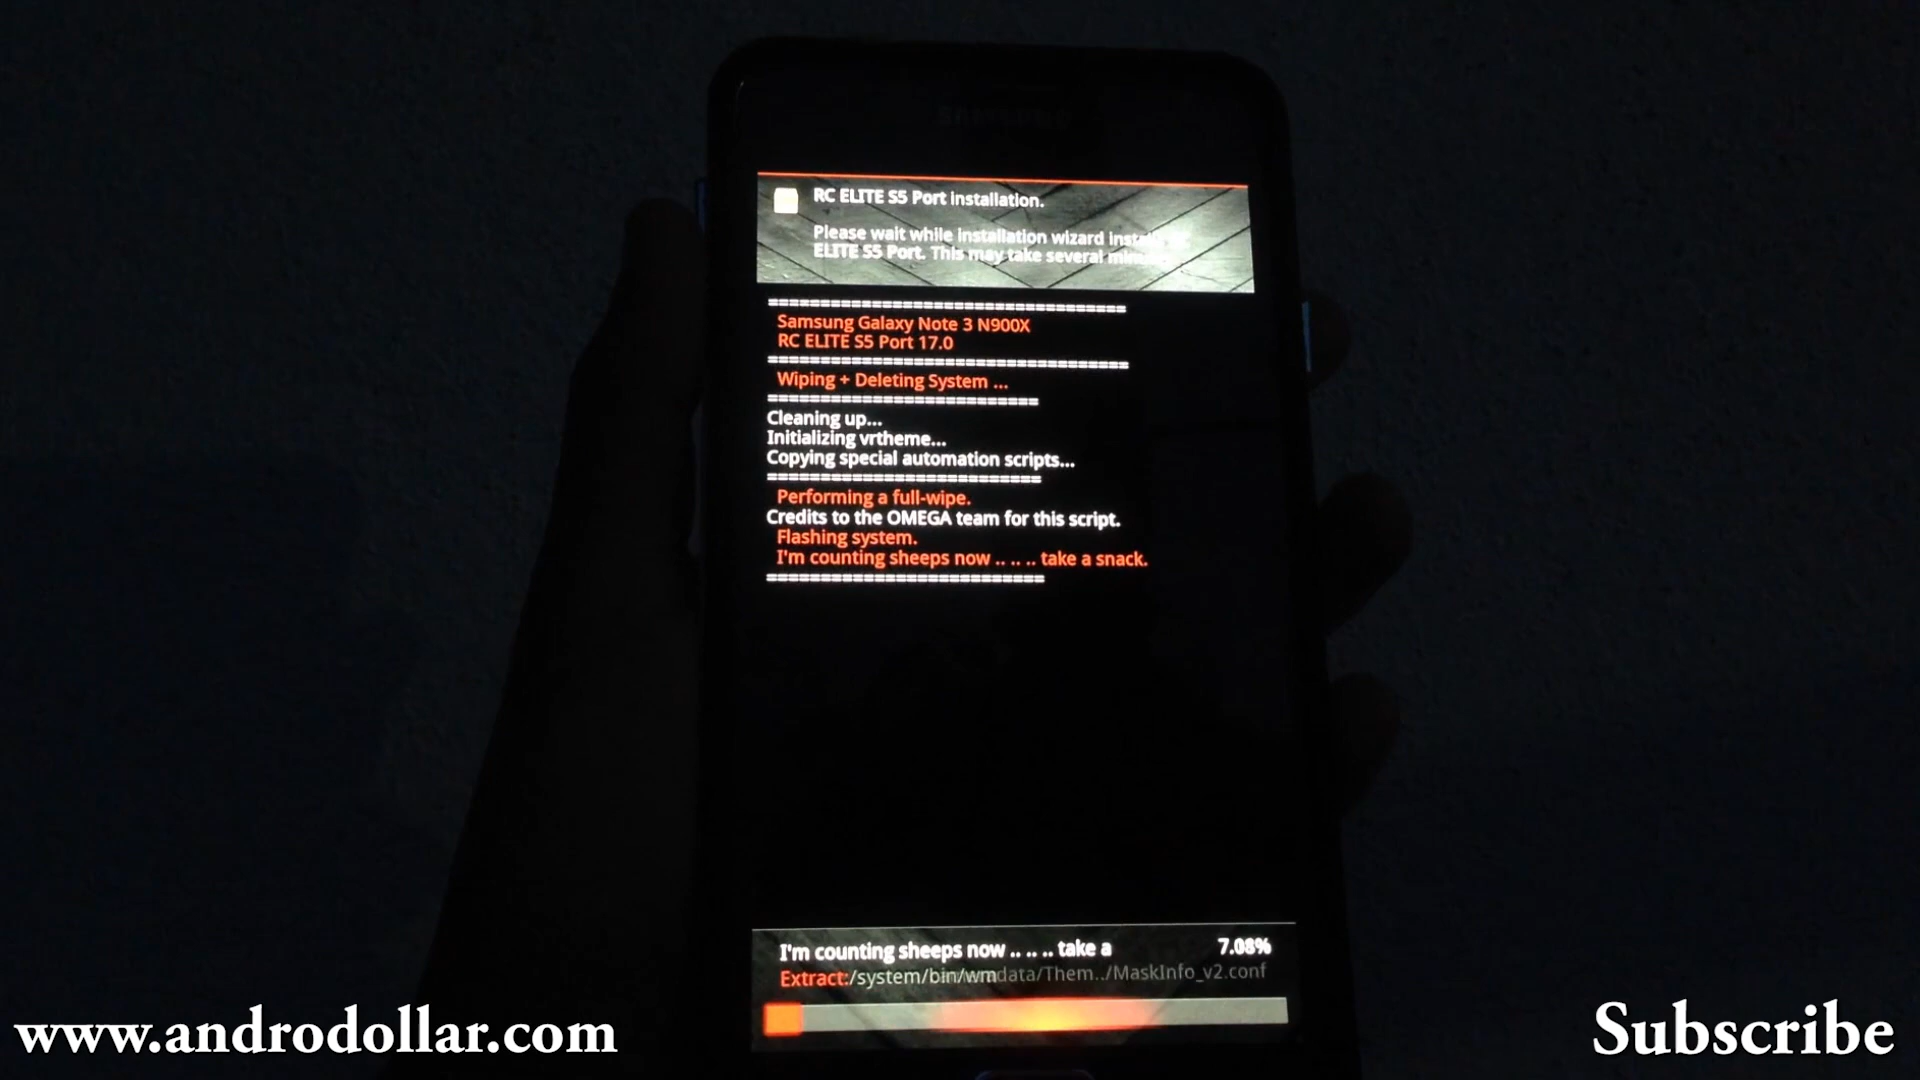 RC ELITE S5 Port installation.
Please wait while installation wizard
ELITE S5 Port. This may take several
==================================
Samsung Galaxy Note 3 N900X
RC ELITE S5 Port 17.0
==================================
Wiping + Deleting System ...
==========================
Cleaning up...
Initializing vrtheme...
Copying special automation scripts...
==========================
Performing a full-wipe.
Credits to the OMEGA team for this script.
Flashing system.
I'm counting sheeps now .. .. .. take a snack.
==========================
I'm counting sheeps now .. .. .. take a 7.08%
Extract:/system/bin/wmdata/Them../MaskInfo_v2.conf
www.androdollar.com
Subscribe